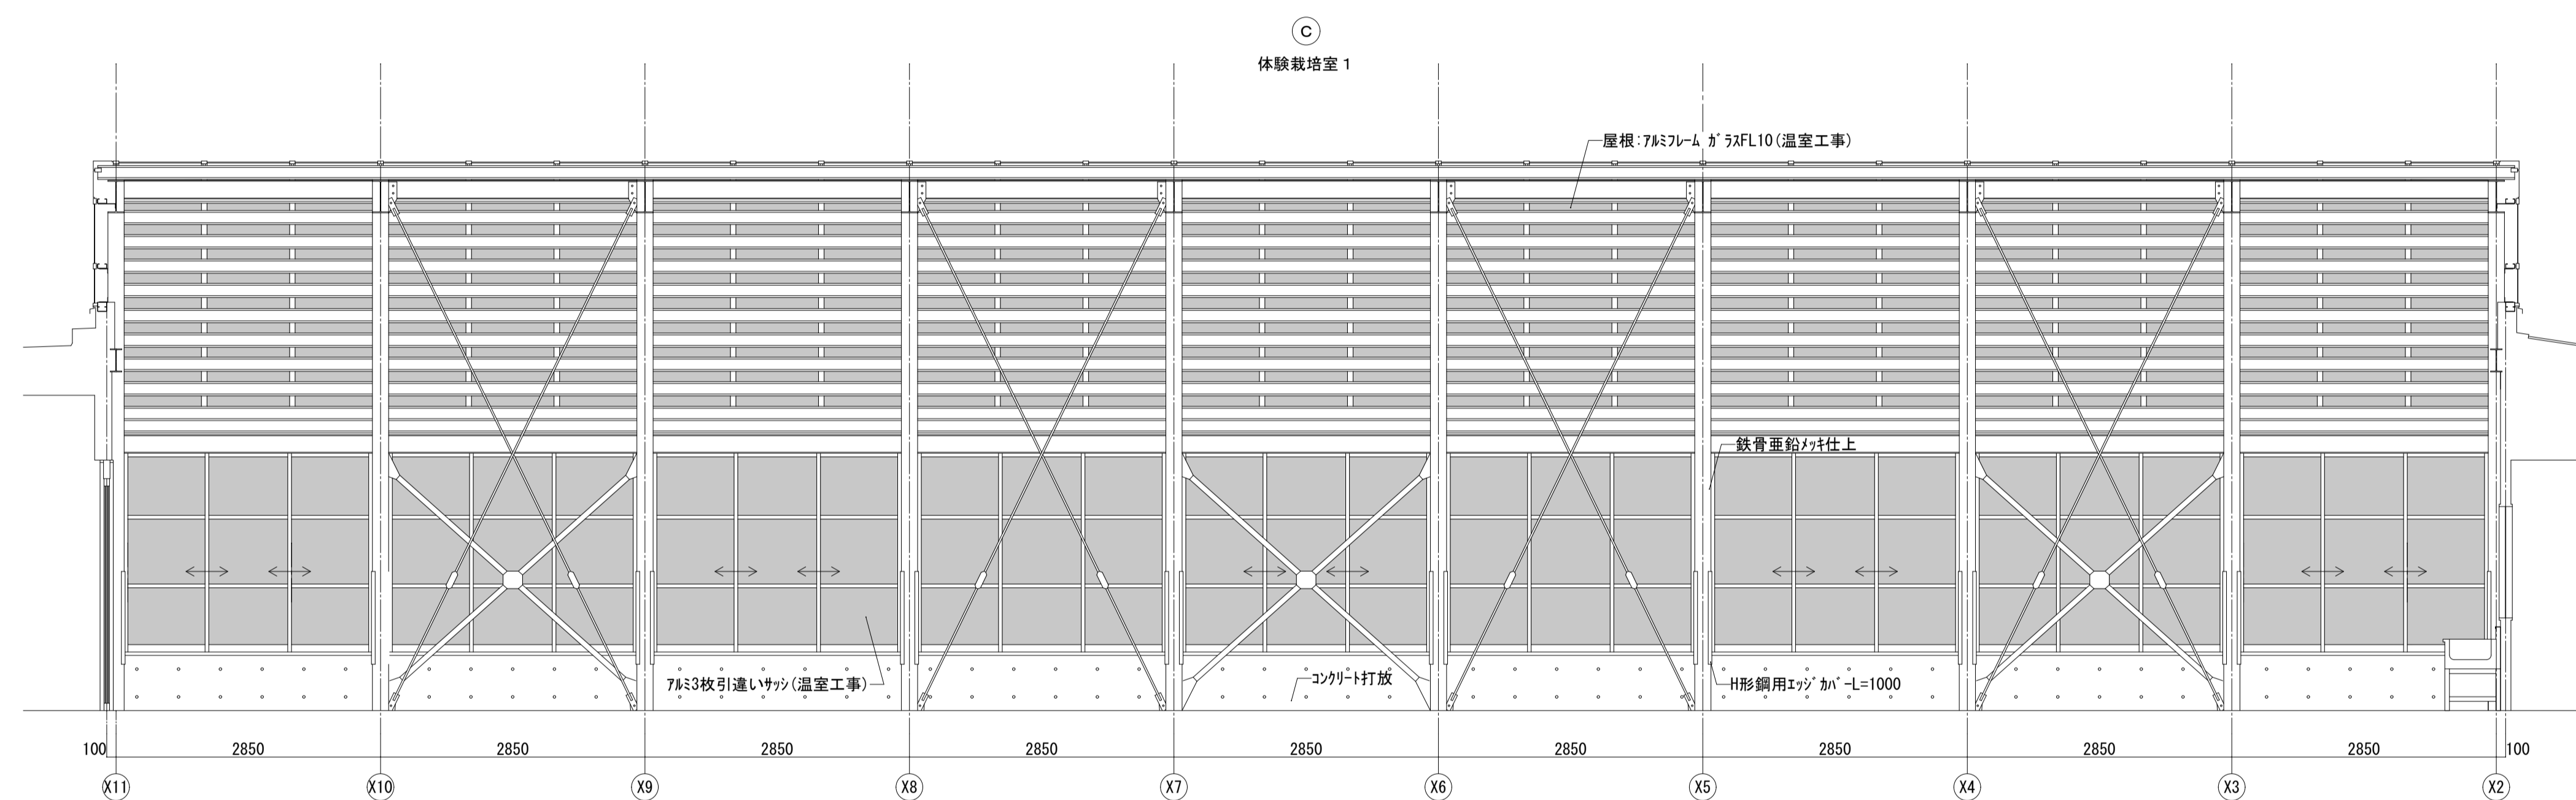 C
体験栽培室1
屋根:ｱﾙﾐﾌﾚｰﾑ ｶﾞﾗｽFL10(温室工事)
鉄骨亜鉛ﾒｯｷ仕上
ｱﾙﾐ3枚引違いｻｯｼ(温室工事)
ｺﾝｸﾘｰﾄ打放
H形鋼用ｴｯｼﾞｶﾊﾞｰL=1000
100 2850 2850 2850 2850 2850 2850 2850 2850 2850 100
X11 X10 X9 X8 X7 X6 X5 X4 X3 X2